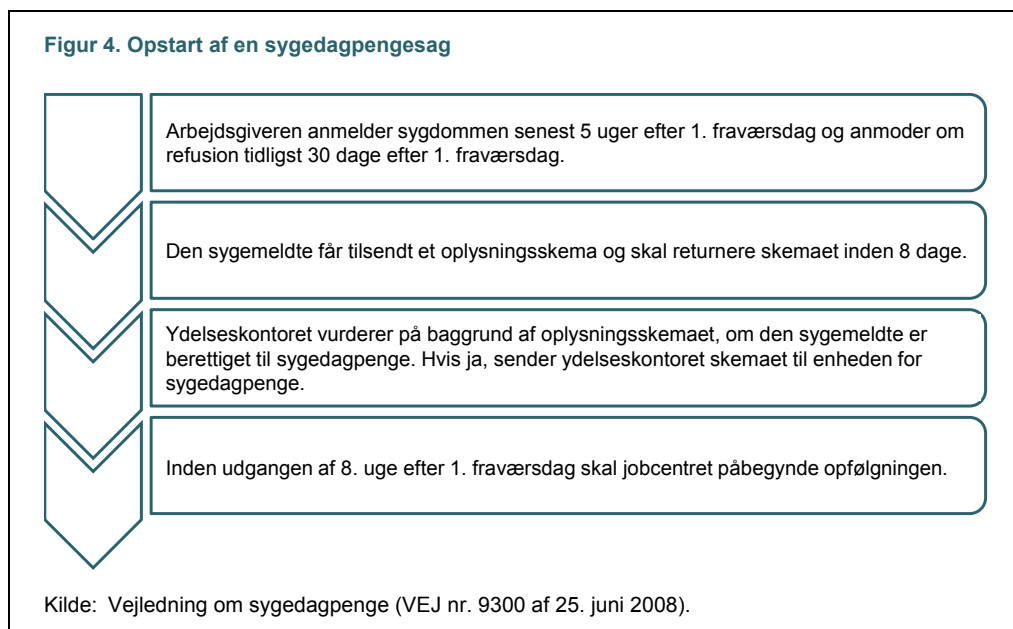 Figur 4. Opstart af en sygedagpengesag
Arbejdsgiveren anmelder sygdommen senest 5 uger efter 1. fraværsdag og anmoder om
refusion tidligst 30 dage efter 1. fraværsdag.
Den sygemeldte får tilsendt et oplysningsskema og skal returnere skemaet inden 8 dage.
Ydelseskontoret vurderer på baggrund af oplysningsskemaet, om den sygemeldte er
berettiget til sygedagpenge. Hvis ja, sender ydelseskontoret skemaet til enheden for
sygedagpenge.
Inden udgangen af 8. uge efter 1. fraværsdag skal jobcentret påbegynde opfølgningen.
Kilde: Vejledning om sygedagpenge (VEJ nr. 9300 af 25. juni 2008).